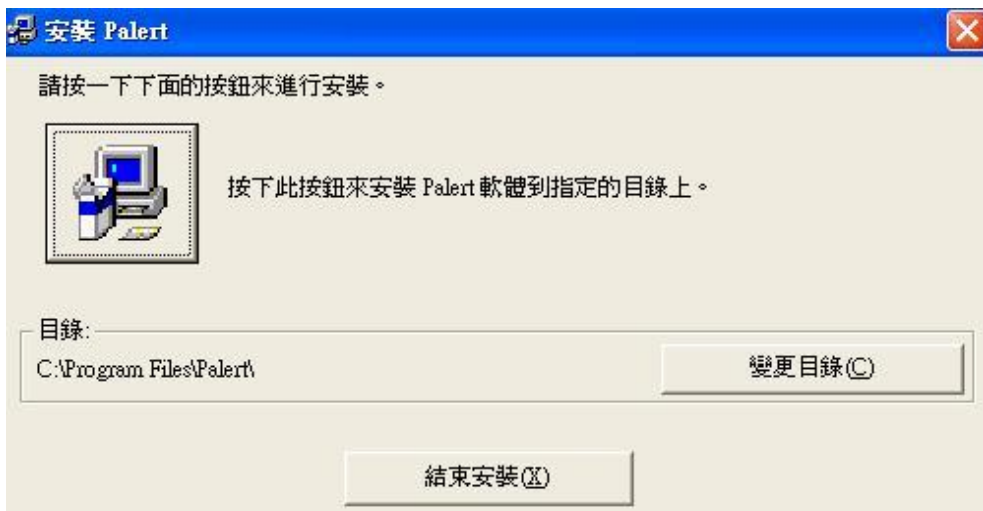 安裝 Palert
請按一下下面的按鈕來進行安裝。
按下此按鈕來安裝 Palert 軟體到指定的目錄上。
目錄:
C:\Program Files\Palert\
變更目錄(C)
結束安裝(X)